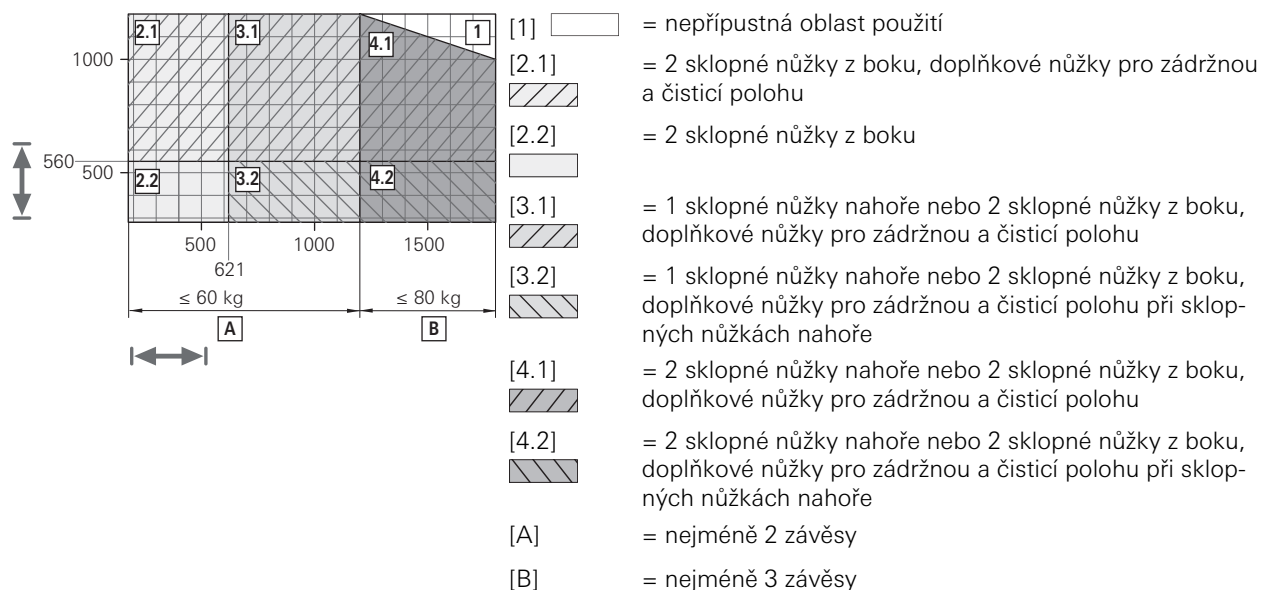 2.1
3.1
4.1
1
1000
560
500
2.2
3.2
4.2
500
1000
1500
621
≤ 60 kg
≤ 80 kg
A
B
[1] = nepřípustná oblast použití
[2.1] = 2 sklopné nůžky z boku, doplňkové nůžky pro zádržnou
a čisticí polohu
[2.2] = 2 sklopné nůžky z boku
[3.1] = 1 sklopné nůžky nahoře nebo 2 sklopné nůžky z boku,
doplňkové nůžky pro zádržnou a čisticí polohu
[3.2] = 1 sklopné nůžky nahoře nebo 2 sklopné nůžky z boku,
doplňkové nůžky pro zádržnou a čisticí polohu při sklop-
ných nůžkách nahoře
[4.1] = 2 sklopné nůžky nahoře nebo 2 sklopné nůžky z boku,
doplňkové nůžky pro zádržnou a čisticí polohu
[4.2] = 2 sklopné nůžky nahoře nebo 2 sklopné nůžky z boku,
doplňkové nůžky pro zádržnou a čisticí polohu při sklop-
ných nůžkách nahoře
[A] = nejméně 2 závěsy
[B] = nejméně 3 závěsy